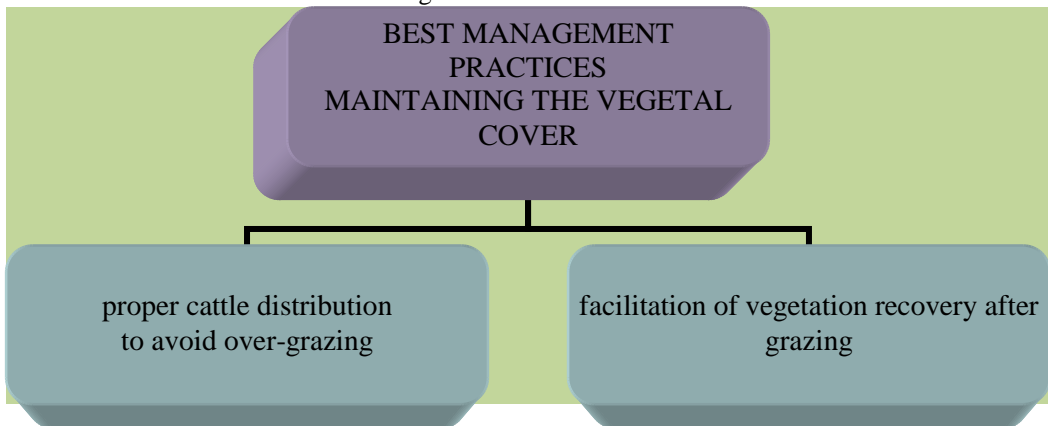 BEST MANAGEMENT
PRACTICES
MAINTAINING THE VEGETAL
COVER
proper cattle distribution
to avoid over-grazing
facilitation of vegetation recovery after
grazing